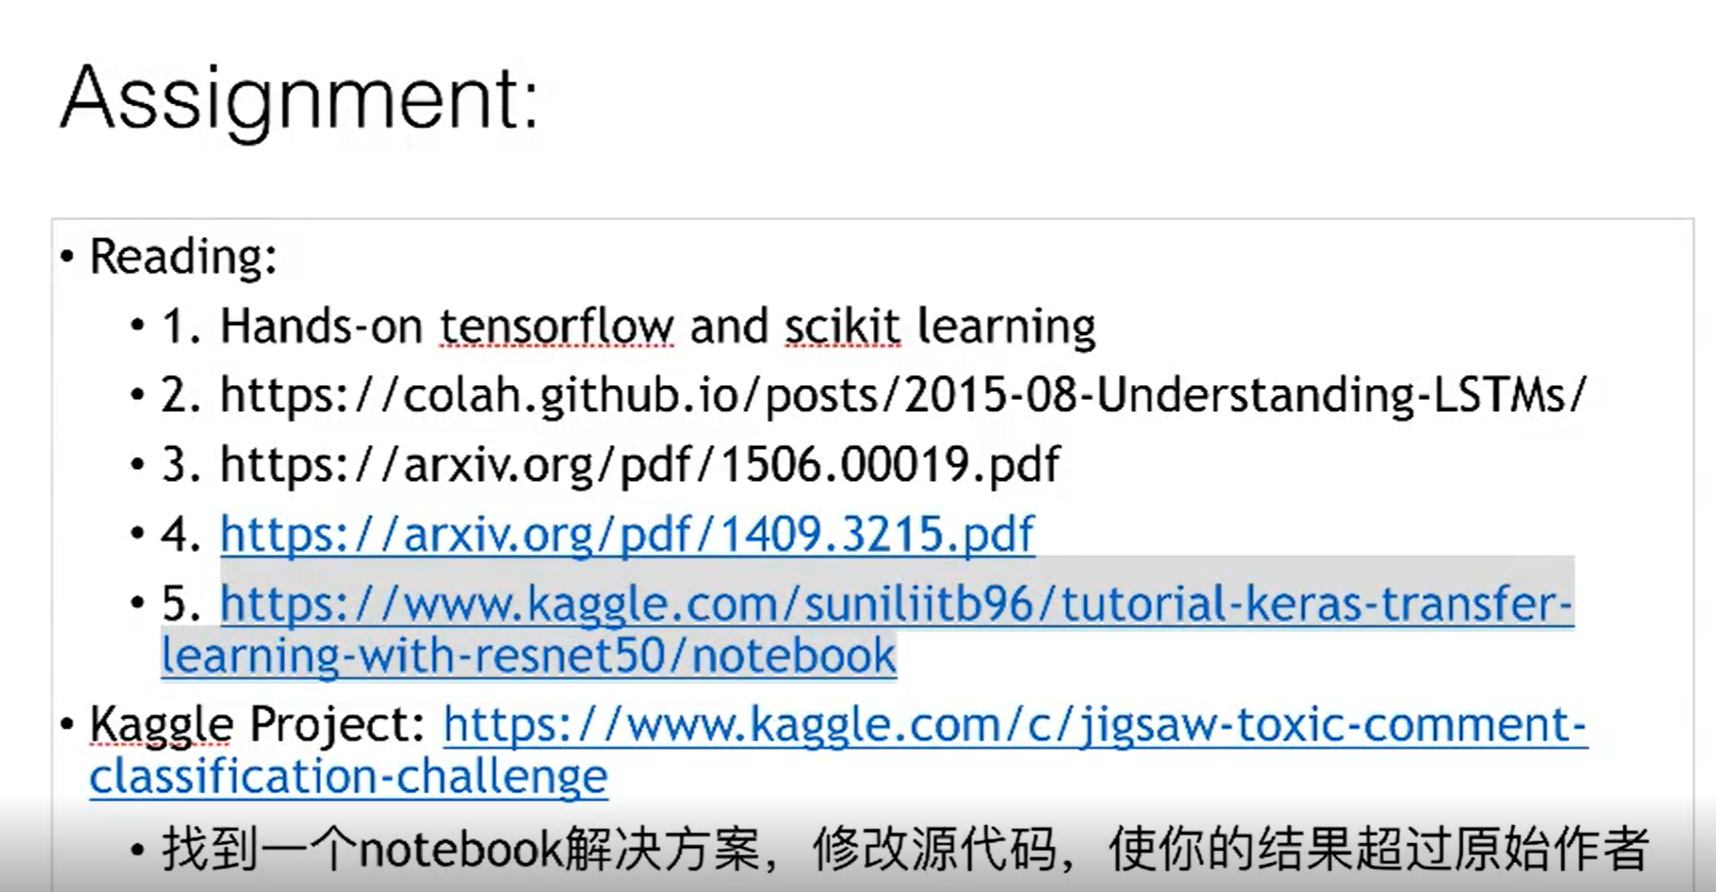 Assignment:
• Reading:
• 1. Hands-on tensorflow and scikit learning
• 2. https://colah.github.io/posts/2015-08-Understanding-LSTMs/
• 3. https://arxiv.org/pdf/1506.00019.pdf
• 4. https://arxiv.org/pdf/1409.3215.pdf
• 5. https://www.kaggle.com/suniliitb96/tutorial-keras-transfer-
learning-with-resnet50/notebook
• Kaggle Project: https://www.kaggle.com/c/jigsaw-toxic-comment-
classification-challenge
• 找到一个notebook解决方案，修改源代码，使你的结果超过原始作者